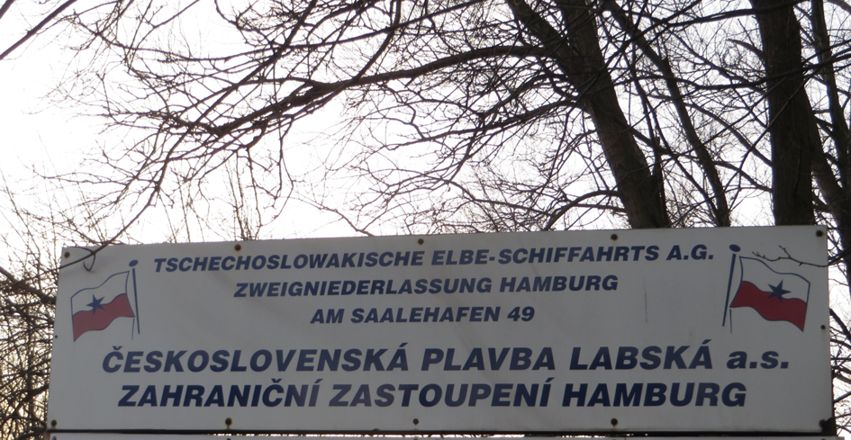 TSCHECHOSLOWAKISCHE ELBE-SCHIFFAHRTS A.G.
ZWEIGNIEDERLASSUNG HAMBURG
AM SAALEHAFEN 49
ČESKOSLOVENSKÁ PLAVBA LABSKÁ a.s.
ZAHRANIČNÍ ZASTOUPENÍ HAMBURG